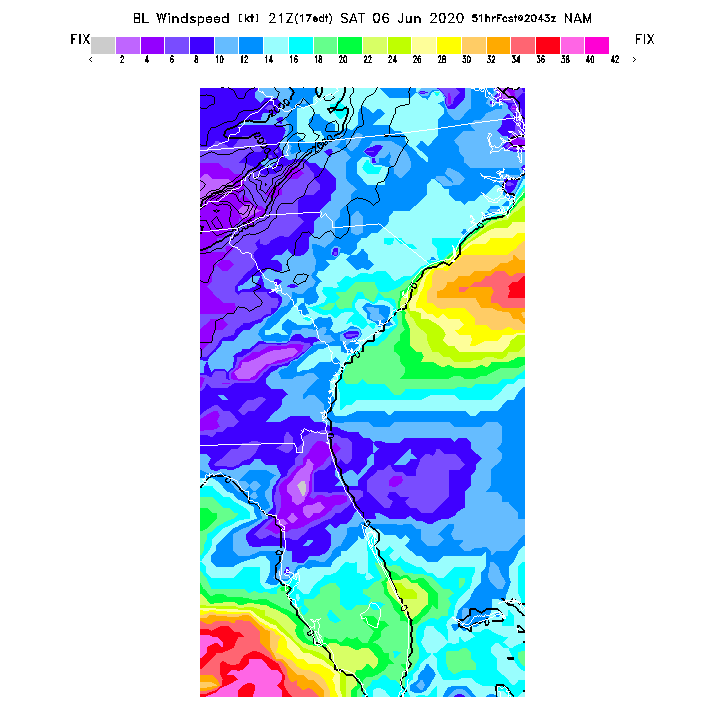 BL Windspeed [kt] 21Z(17edt) SAT 06 Jun 2020 51hrFcst@2043z NAM
FIX FIX
< 2 4 6 8 10 12 14 16 18 20 22 24 26 28 30 32 34 36 38 40 42 >